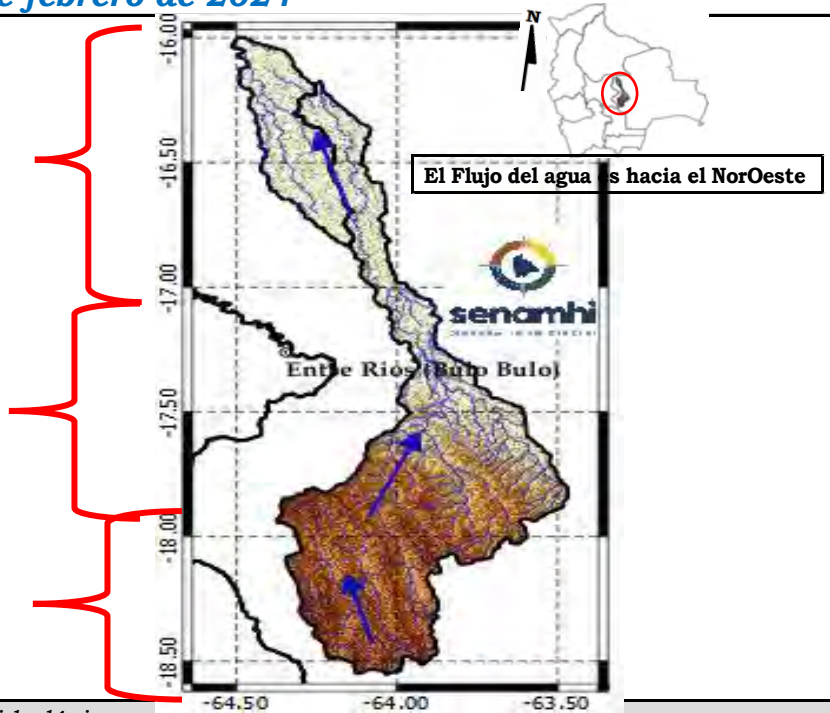 e febrero de 2024
N
El Flujo del agua es hacia el NorOeste
senamhi
Entre Rios (Bulo Bulo)
-16.00
-16.50
-17.00
-17.50
-18.00
-18.50
-64.50
-64.00
-63.50